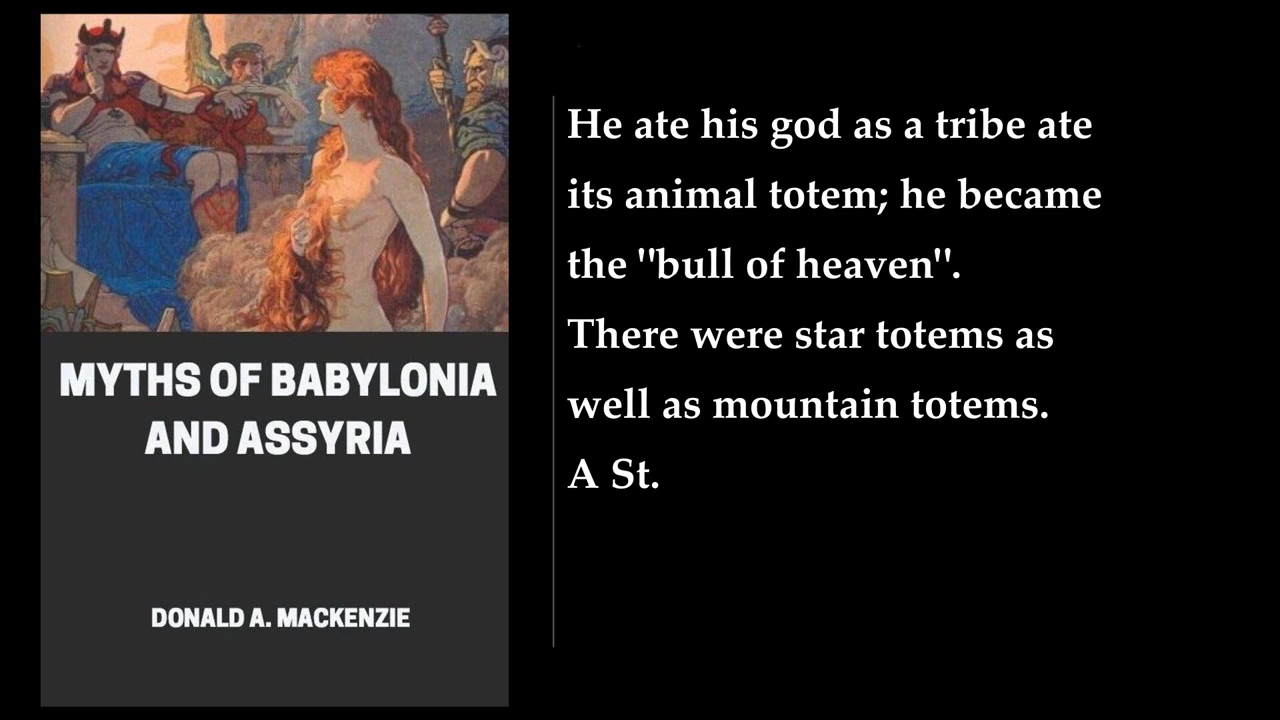 MYTHS OF BABYLONIA
AND ASSYRIA
DONALD A. MACKENZIE
He ate his god as a tribe ate
its animal totem; he became
the "bull of heaven".
There were star totems as
well as mountain totems.
A St.